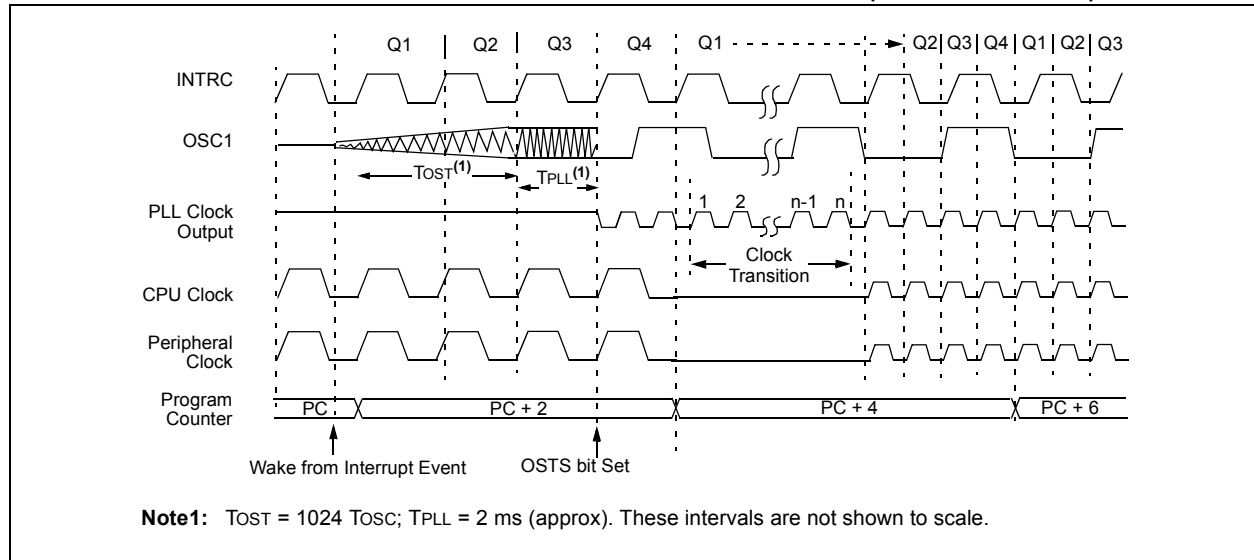 Q1 Q2 Q3 Q4 Q1 Q2 Q3 Q4 Q1 Q2 Q3
INTRC
OSC1
TOST(1) TPLL(1)
PLL Clock
Output
1 2 n-1 n
Clock
Transition
CPU Clock
Peripheral
Clock
Program
Counter
PC PC + 2 PC + 4 PC + 6
Wake from Interrupt Event OSTS bit Set
Note1: TOST = 1024 TOSC; TPLL = 2 ms (approx). These intervals are not shown to scale.